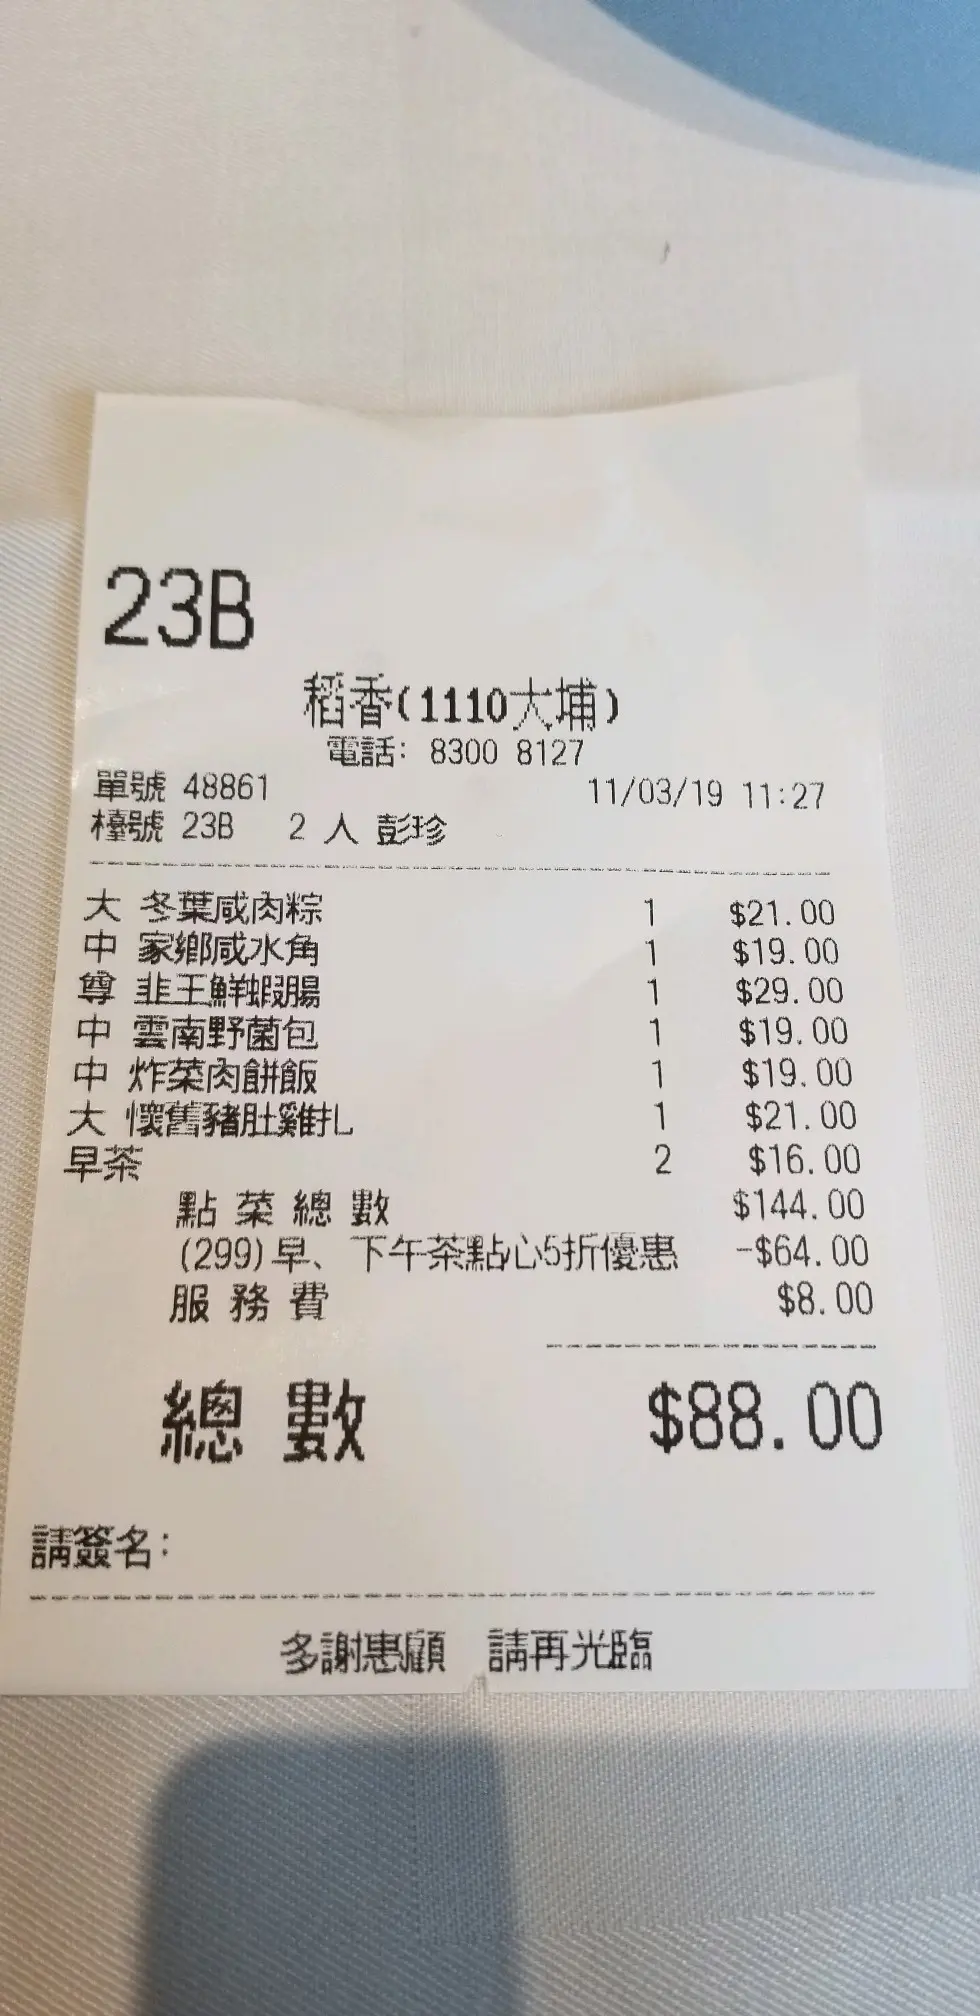 23B
稻香(1110大埔)
電話: 8300 8127
單號 48861 11/03/19 11:27
檯號 23B 2 人 彭珍
大 冬葉咸肉粽 1 $21.00
中 家鄉咸水角 1 $19.00
尊 韭王鮮蝦腸 1 $29.00
中 雲南野菌包 1 $19.00
中 炸菜肉餅飯 1 $19.00
大 懷舊豬肚雞扎 1 $21.00
早茶 2 $16.00
點 菜 總 數 $144.00
(299)早、下午茶點心5折優惠 -$64.00
服 務 費 $8.00
總 數 $88.00
請簽名:
多謝惠顧 請再光臨